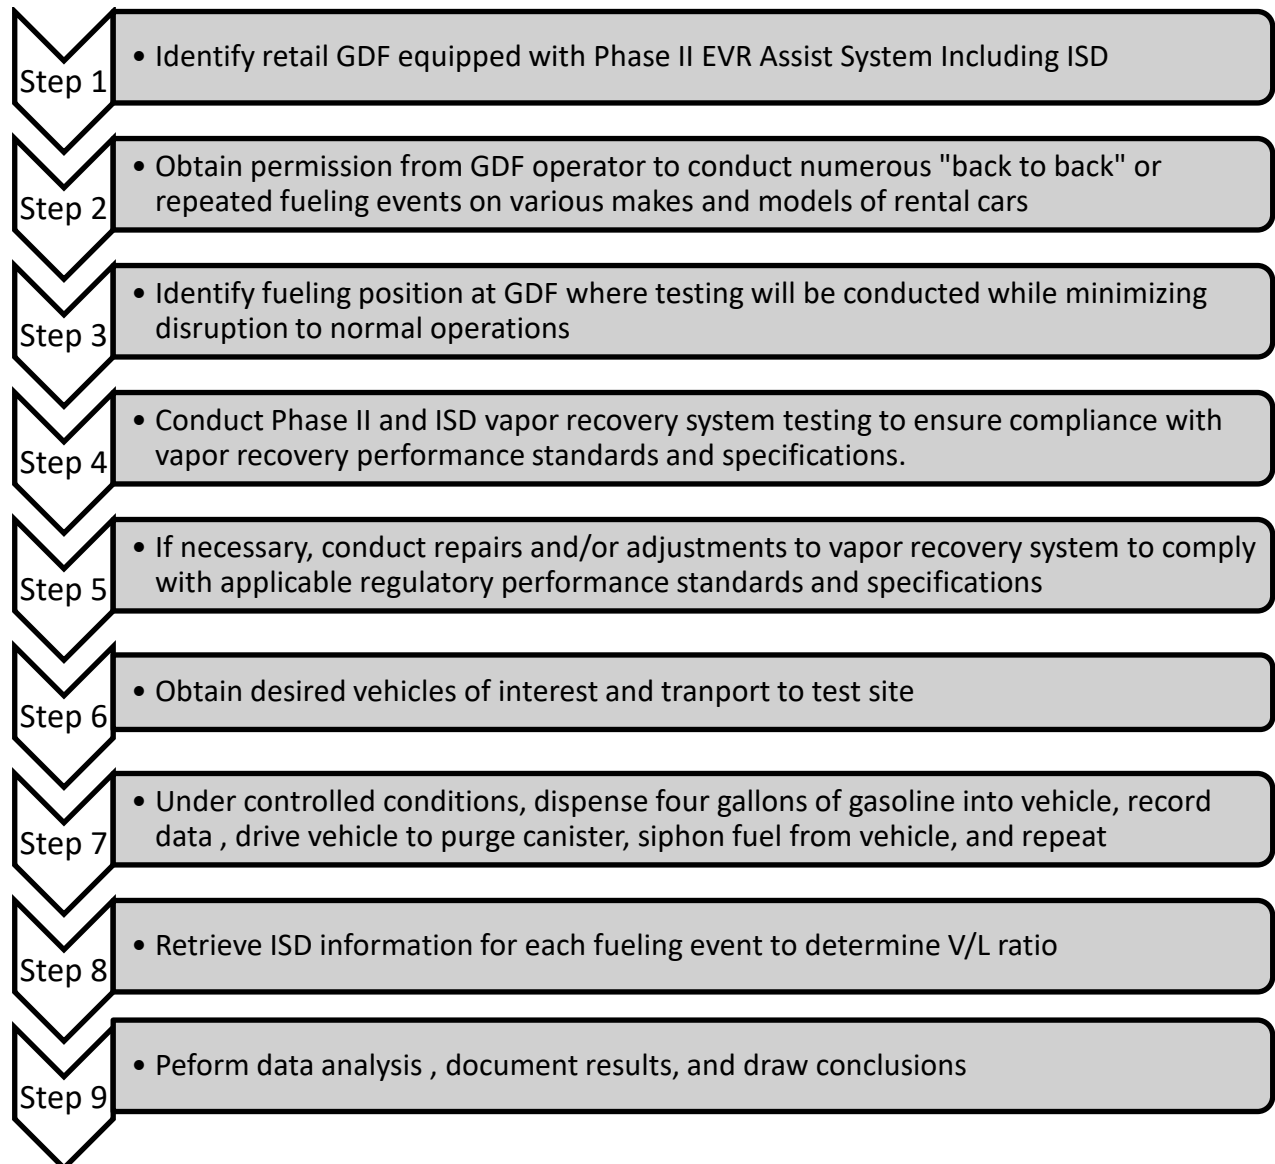 Step 1
• Identify retail GDF equipped with Phase II EVR Assist System Including ISD
Step 2
• Obtain permission from GDF operator to conduct numerous "back to back" or
repeated fueling events on various makes and models of rental cars
Step 3
• Identify fueling position at GDF where testing will be conducted while minimizing
disruption to normal operations
Step 4
• Conduct Phase II and ISD vapor recovery system testing to ensure compliance with
vapor recovery performance standards and specifications.
Step 5
• If necessary, conduct repairs and/or adjustments to vapor recovery system to comply
with applicable regulatory performance standards and specifications
Step 6
• Obtain desired vehicles of interest and tranport to test site
Step 7
• Under controlled conditions, dispense four gallons of gasoline into vehicle, record
data , drive vehicle to purge canister, siphon fuel from vehicle, and repeat
Step 8
• Retrieve ISD information for each fueling event to determine V/L ratio
Step 9
• Peform data analysis , document results, and draw conclusions